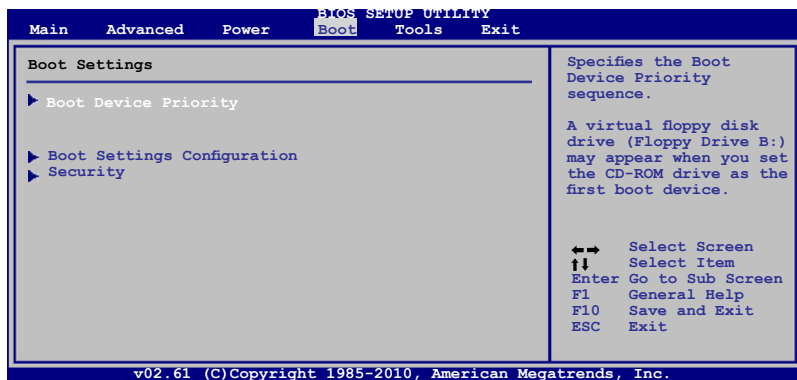 BIOS SETUP UTILITY
Main Advanced Power Boot Tools Exit
Boot Settings
Boot Device Priority
Boot Settings Configuration
Security
Specifies the Boot
Device Priority
sequence.
A virtual floppy disk
drive (Floppy Drive B:)
may appear when you set
the CD-ROM drive as the
first boot device.
←→ Select Screen
↑↓ Select Item
Enter Go to Sub Screen
F1 General Help
F10 Save and Exit
ESC Exit
v02.61 (C)Copyright 1985-2010, American Megatrends, Inc.